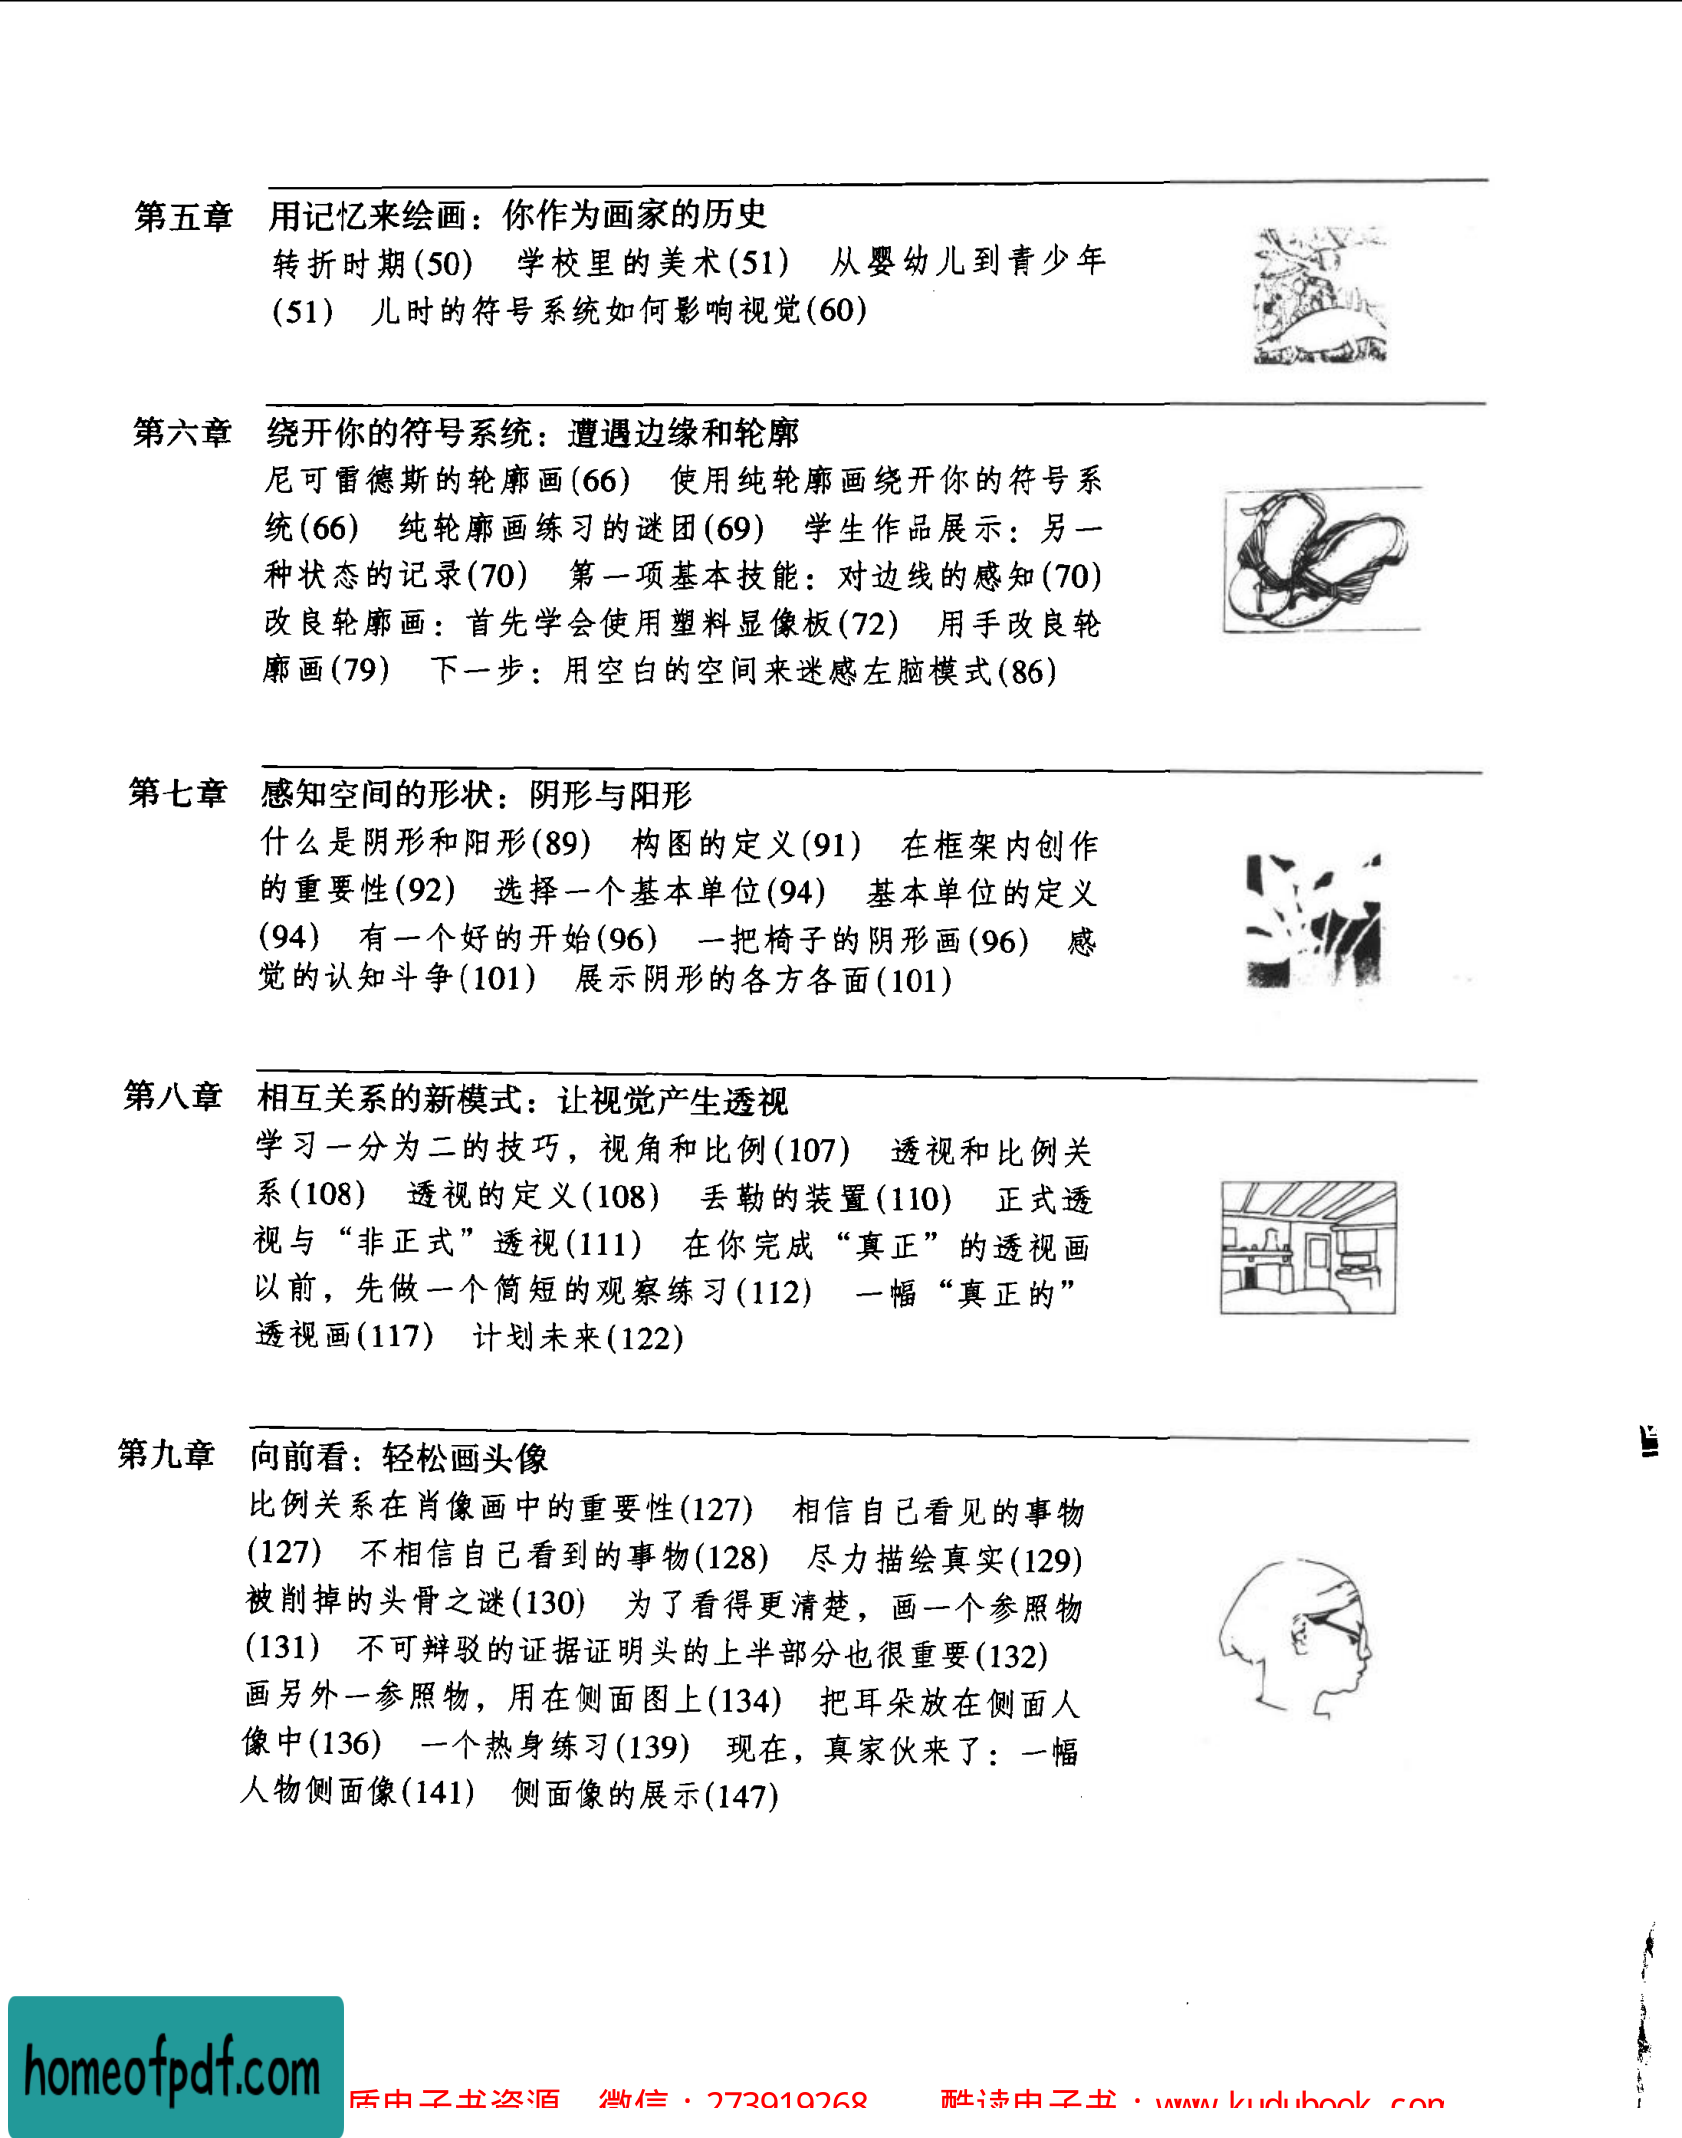 第五章 用记忆来绘画：你作为画家的历史
转折时期(50) 学校里的美术(51) 从婴幼儿到青少年
(51) 儿时的符号系统如何影响视觉(60)
第六章 绕开你的符号系统：遭遇边缘和轮廓
尼可雷德斯的轮廓画(66) 使用纯轮廓画绕开你的符号系
统(66) 纯轮廓画练习的谜团(69) 学生作品展示：另一
种状态的记录(70) 第一项基本技能：对边线的感知(70)
改良轮廓画：首先学会使用塑料显像板(72) 用手改良轮
廓画(79) 下一步：用空白的空间来迷惑左脑模式(86)
第七章 感知空间的形状：阴形与阳形
什么是阴形和阳形(89) 构图的定义(91) 在框架内创作
的重要性(92) 选择一个基本单位(94) 基本单位的定义
(94) 有一个好的开始(96) 一把椅子的阴形画(96) 感
觉的认知斗争(101) 展示阴形的各方各面(101)
第八章 相互关系的新模式：让视觉产生透视
学习一分为二的技巧，视角和比例(107) 透视和比例关
系(108) 透视的定义(108) 丢勒的装置(110) 正式透
视与“非正式”透视(111) 在你完成“真正”的透视画
以前，先做一个简短的观察练习(112) 一幅“真正的”
透视画(117) 计划未来(122)
第九章 向前看：轻松画头像
比例关系在肖像画中的重要性(127) 相信自己看见的事物
(127) 不相信自己看到的事物(128) 尽力描绘真实(129)
被削掉的头骨之谜(130) 为了看得更清楚，画一个参照物
(131) 不可辩驳的证据证明头的上半部分也很重要(132)
画另外一参照物，用在侧面图上(134) 把耳朵放在侧面人
像中(136) 一个热身练习(139) 现在，真家伙来了：一幅
人物侧面像(141) 侧面像的展示(147)
homeofpdf.com
质电子书资源 微信：273919268 酷读电子书：www.kudubook.com